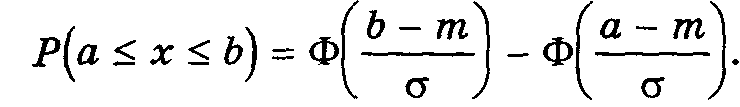 P(a ≤ x ≤ b) = Φ((b − m)/σ) − Φ((a − m)/σ).